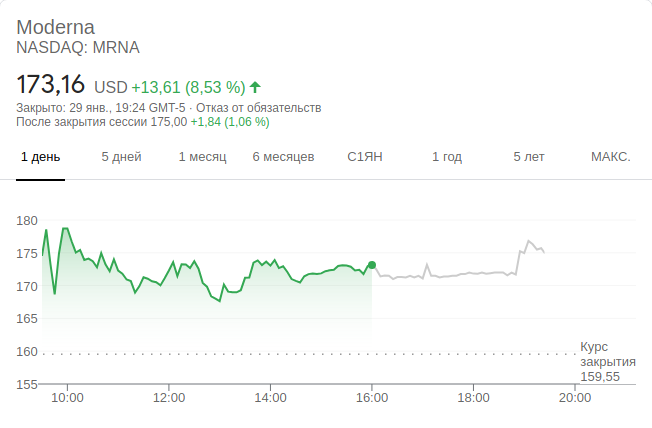 Moderna
NASDAQ: MRNA
173,16 USD +13,61 (8,53 %)
Закрыто: 29 янв., 19:24 GMT-5 · Отказ от обязательств
После закрытия сессии 175,00 +1,84 (1,06 %)
1 день 5 дней 1 месяц 6 месяцев С1ЯН 1 год 5 лет МАКС.
180
175
170
165
160
155
Курс
закрытия
159,55
10:00 12:00 14:00 16:00 18:00 20:00